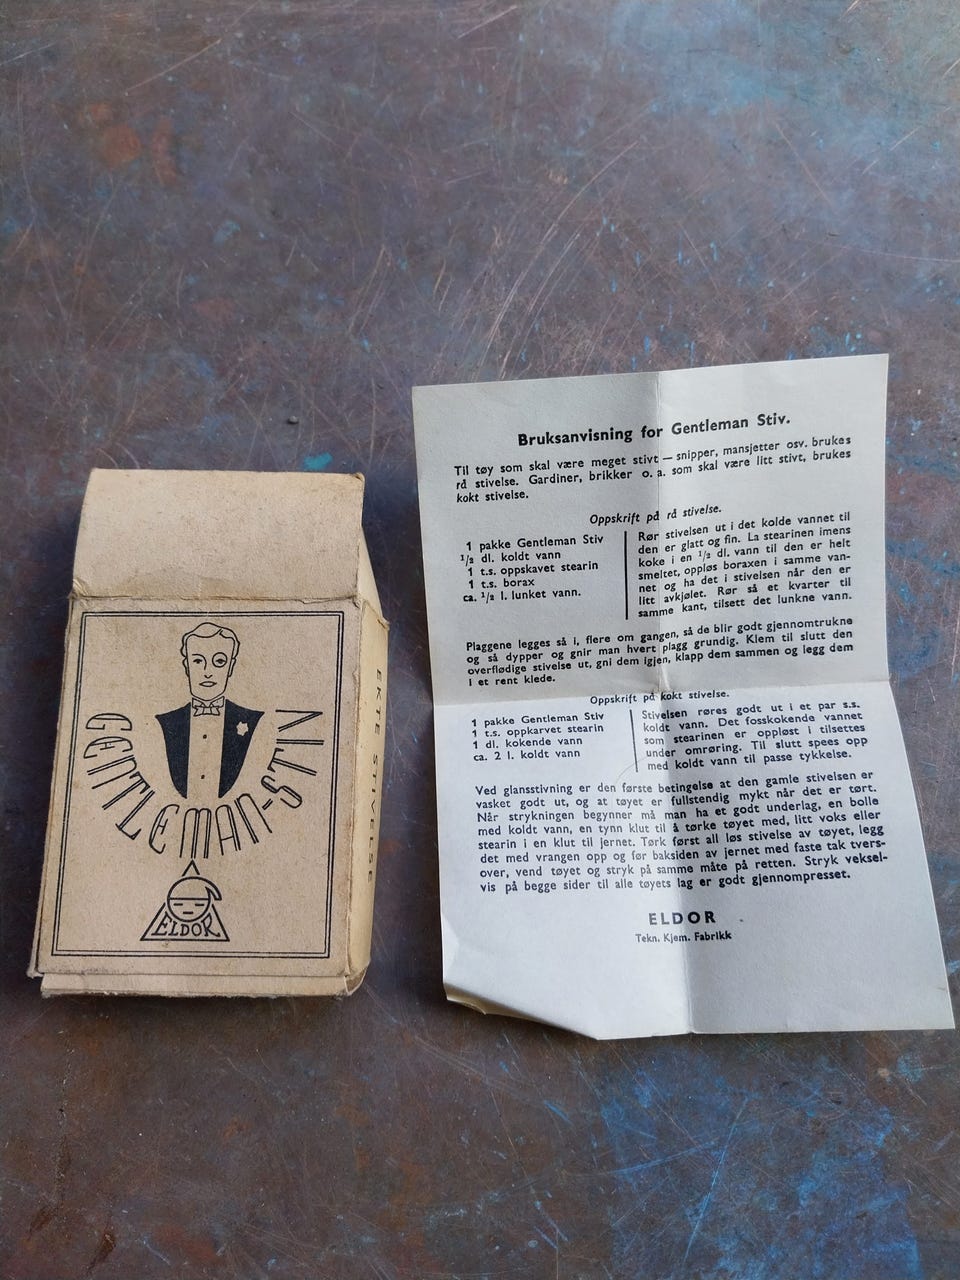 GENTLEMAN-STIV
ELDOR
EKTE STIVELSE
Bruksanvisning for Gentleman Stiv.
Til tøy som skal være meget stivt — snipper, mansjetter osv. brukes
rå stivelse. Gardiner, brikker o. a. som skal være litt stivt, brukes
kokt stivelse.
Oppskrift på rå stivelse.
1 pakke Gentleman Stiv
1/2 dl. koldt vann
1 t.s. oppskavet stearin
1 t.s. borax
ca. 1/2 l. lunket vann.
Rør stivelsen ut i det kolde vannet til
den er glatt og fin. La stearinen imens
koke i en 1/2 dl. vann til den er helt
smeltet, oppløs boraxen i samme van-
net og ha det i stivelsen når den er
litt avkjølet. Rør så et kvarter til
samme kant, tilsett det lunkne vann.
Plaggene legges så i, flere om gangen, så de blir godt gjennomtrukne
og så dypper og gnir man hvert plagg grundig. Klem til slutt den
overflødige stivelse ut, gni dem igjen, klapp dem sammen og legg dem
i et rent klede.
Oppskrift på kokt stivelse.
1 pakke Gentleman Stiv
1 t.s. oppkarvet stearin
1 dl. kokende vann
ca. 2 l. koldt vann
Stivelsen røres godt ut i et par s.s.
koldt vann. Det fosskokende vannet
som stearinen er oppløst i tilsettes
under omrøring. Til slutt spees opp
med koldt vann til passe tykkelse.
Ved glansstivning er den første betingelse at den gamle stivelsen er
vasket godt ut, og at tøyet er fullstendig mykt når det er tørt.
Når strykningen begynner må man ha et godt underlag, en bolle
med koldt vann, en tynn klut til å tørke tøyet med, litt voks eller
stearin i en klut til jernet. Tørk først all løs stivelse av tøyet, legg
det med vrangen opp og før baksiden av jernet med faste tak tvers-
over, vend tøyet og stryk på samme måte på retten. Stryk veksel-
vis på begge sider til alle tøyets lag er godt gjennompresset.
ELDOR
Tekn. Kjem. Fabrikk